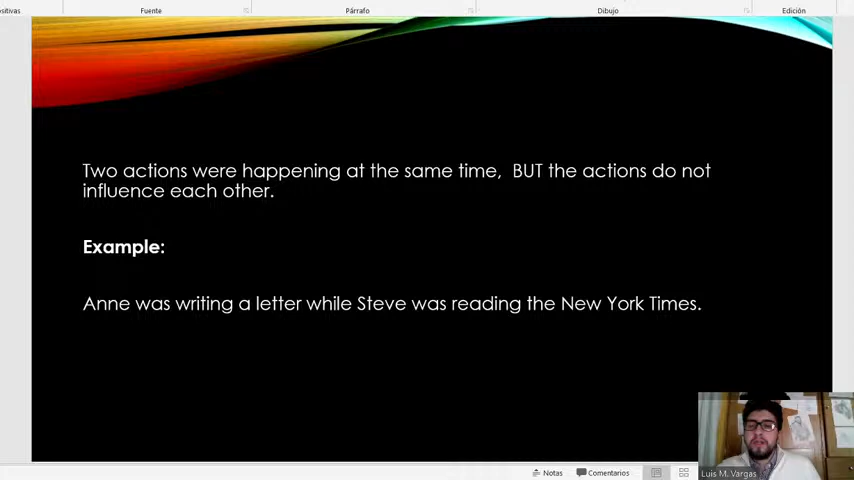 Fuente Párrafo Dibujo Edición
Two actions were happening at the same time, BUT the actions do not
influence each other.
Example:
Anne was writing a letter while Steve was reading the New York Times.
Luis M. Vargas
Notas Comentarios